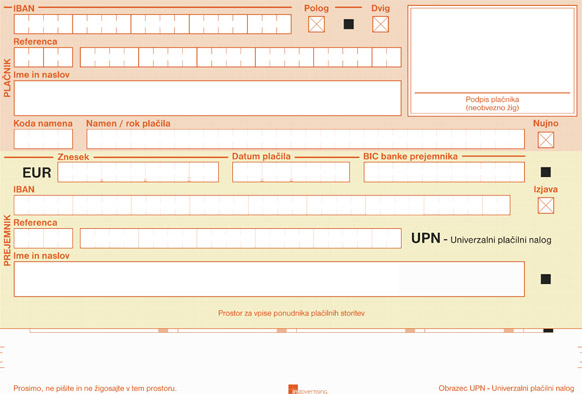 IBAN
Polog
Dvig
Referenca
Ime in naslov
PLAČNIK
Podpis plačnika
(neobvezno žig)
Koda namena
Namen / rok plačila
Nujno
EUR
Znesek
Datum plačila
BIC banke prejemnika
IBAN
Izjava
Referenca
UPN - Univerzalni plačilni nalog
PREJEMNIK
Ime in naslov
Prostor za vpise ponudnika plačilnih storitev
Prosimo, ne pišite in ne žigosajte v tem prostoru.
Obrazec UPN - Univerzalni plačilni nalog